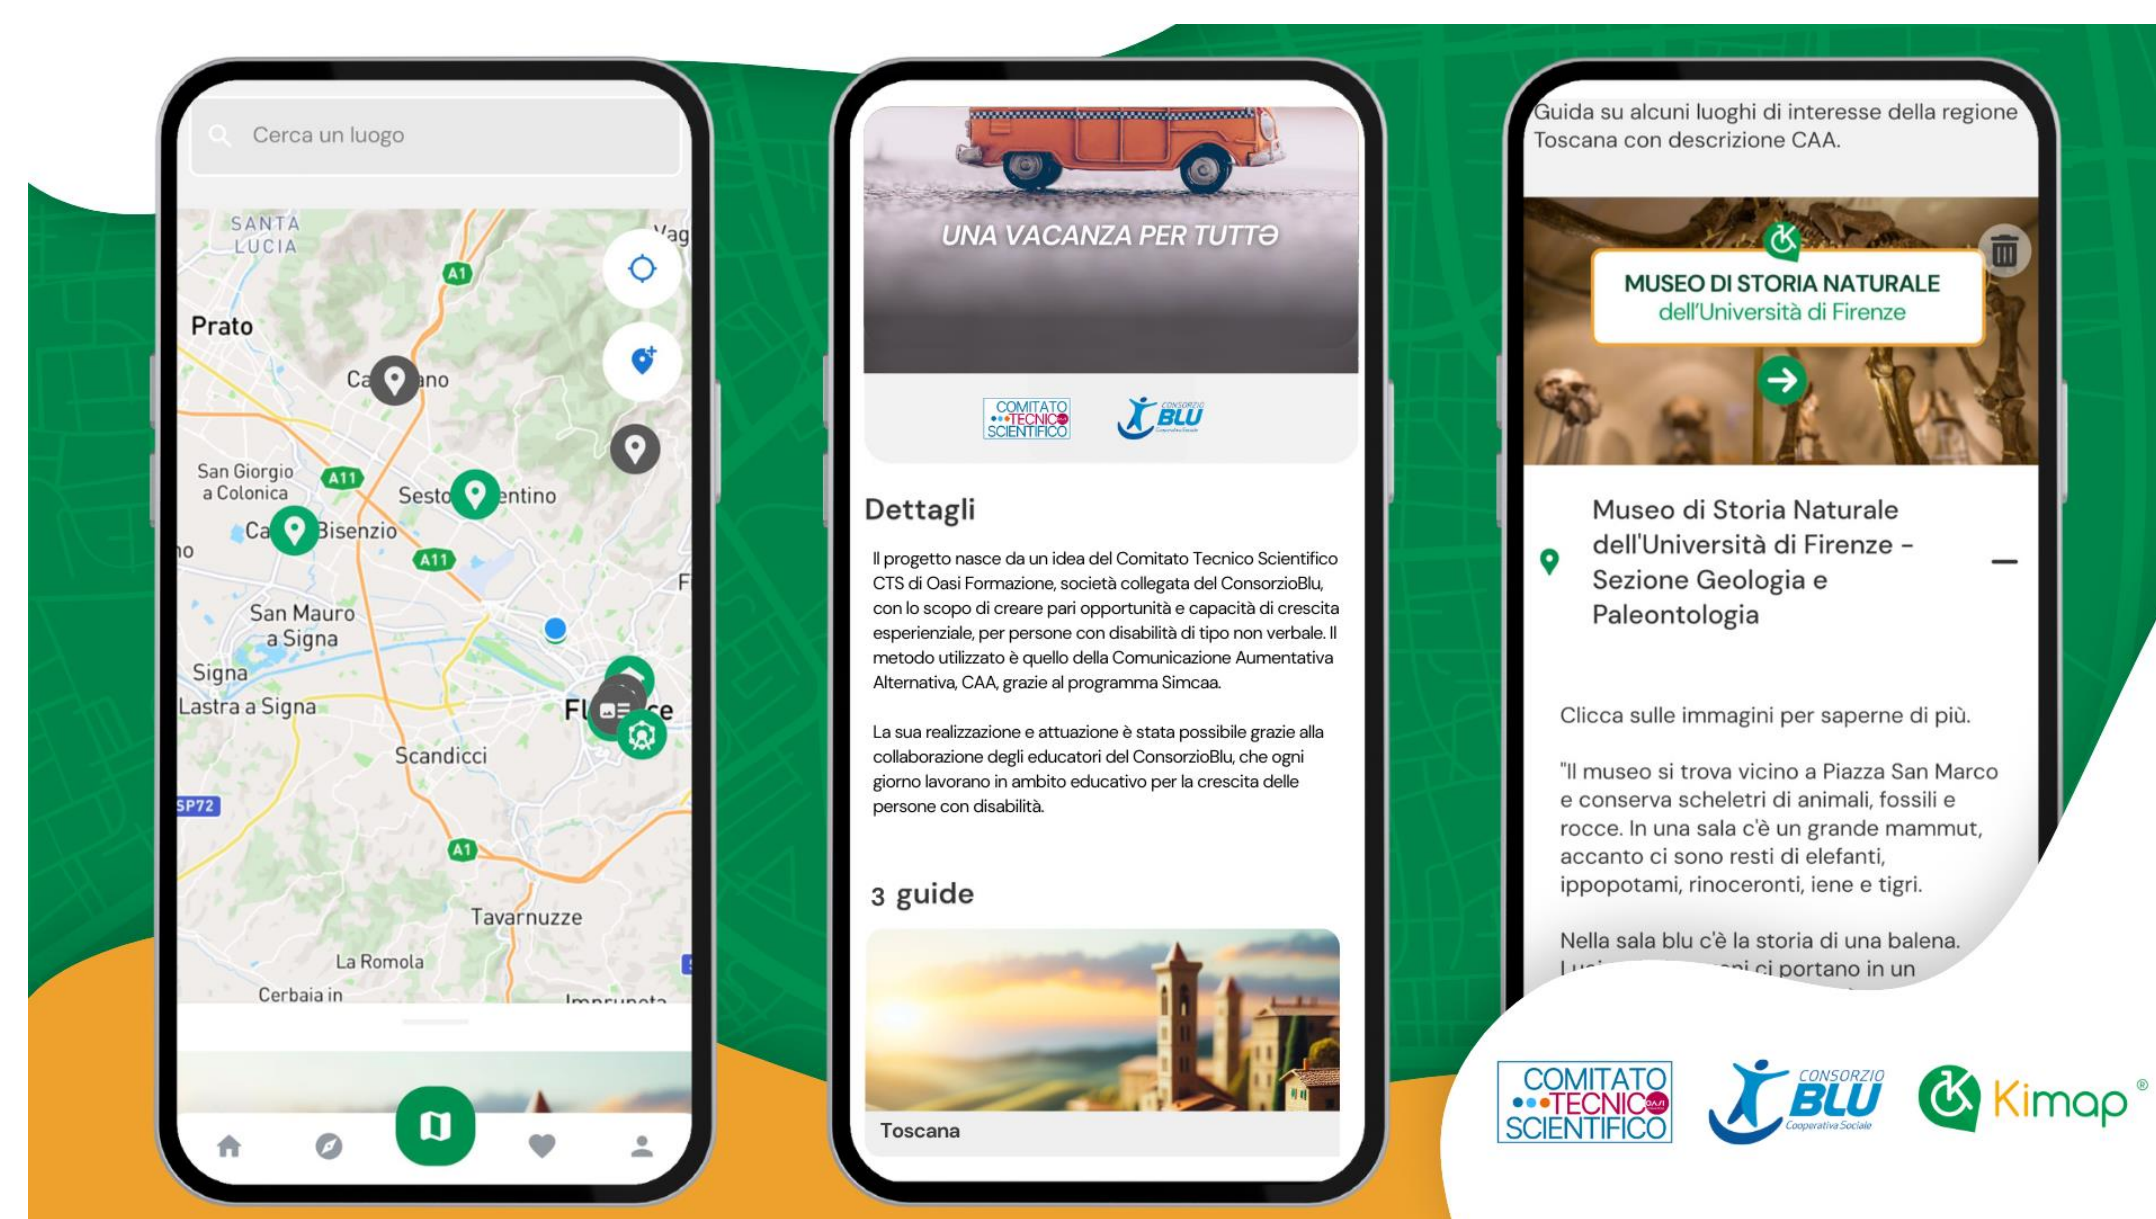 Cerca un luogo
SANTA
LUCIA
Vag
A1
Prato
San Giorgio
a Colonica
A11
Sesto
entino
Bisenzio
A11
San Mauro
a Signa
Signa
Lastra a Signa
Scandicci
SP72
A1
Tavarnuzze
La Romola
Cerbaia in
Impruneta
UNA VACANZA PER TUTTƏ
COMITATO
TECNICO
SCIENTIFICO
CONSORZIO
BLU
Cooperativa Sociale
Dettagli
Il progetto nasce da un idea del Comitato Tecnico Scientifico
CTS di Oasi Formazione, società collegata del ConsorzioBlu,
con lo scopo di creare pari opportunità e capacità di crescita
esperienziale, per persone con disabilità di tipo non verbale. Il
metodo utilizzato è quello della Comunicazione Aumentativa
Alternativa, CAA, grazie al programma Simcaa.
La sua realizzazione e attuazione è stata possibile grazie alla
collaborazione degli educatori del ConsorzioBlu, che ogni
giorno lavorano in ambito educativo per la crescita delle
persone con disabilità.
3 guide
Toscana
Guida su alcuni luoghi di interesse della regione
Toscana con descrizione CAA.
MUSEO DI STORIA NATURALE
dell'Università di Firenze
Museo di Storia Naturale
dell'Università di Firenze -
Sezione Geologia e
Paleontologia
Clicca sulle immagini per saperne di più.
"Il museo si trova vicino a Piazza San Marco
e conserva scheletri di animali, fossili e
rocce. In una sala c'è un grande mammut,
accanto ci sono resti di elefanti,
ippopotami, rinoceronti, iene e tigri.
Nella sala blu c'è la storia di una balena.
ci portano in un
COMITATO
TECNICO OASI
SCIENTIFICO
CONSORZIO
BLU
Cooperativa Sociale
Kimap ®